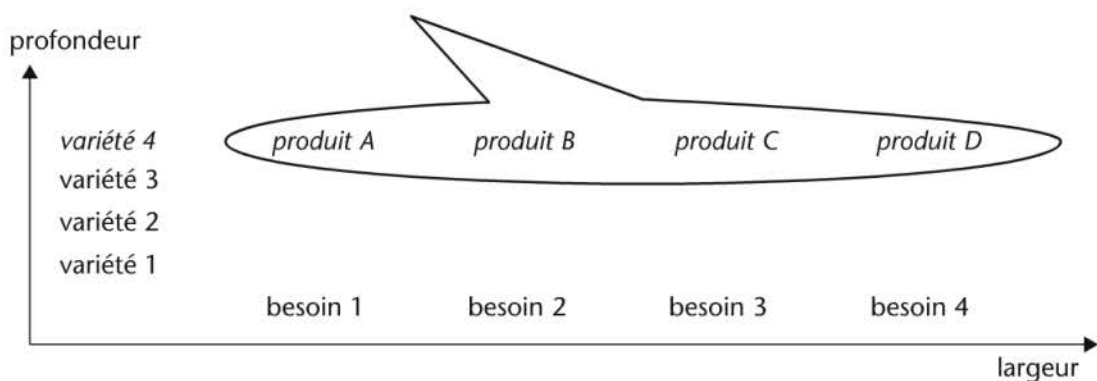 profondeur
variété 4 produit A produit B produit C produit D
variété 3
variété 2
variété 1
besoin 1 besoin 2 besoin 3 besoin 4
largeur